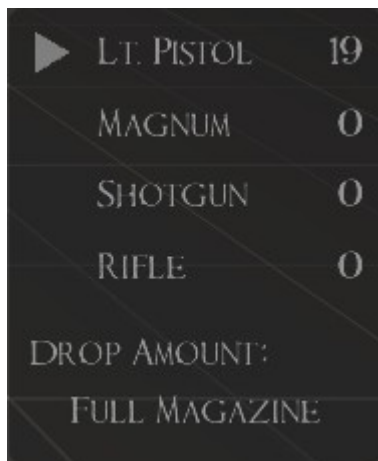 Lt. Pistol 19
Magnum 0
Shotgun 0
Rifle 0
Drop Amount:
Full Magazine